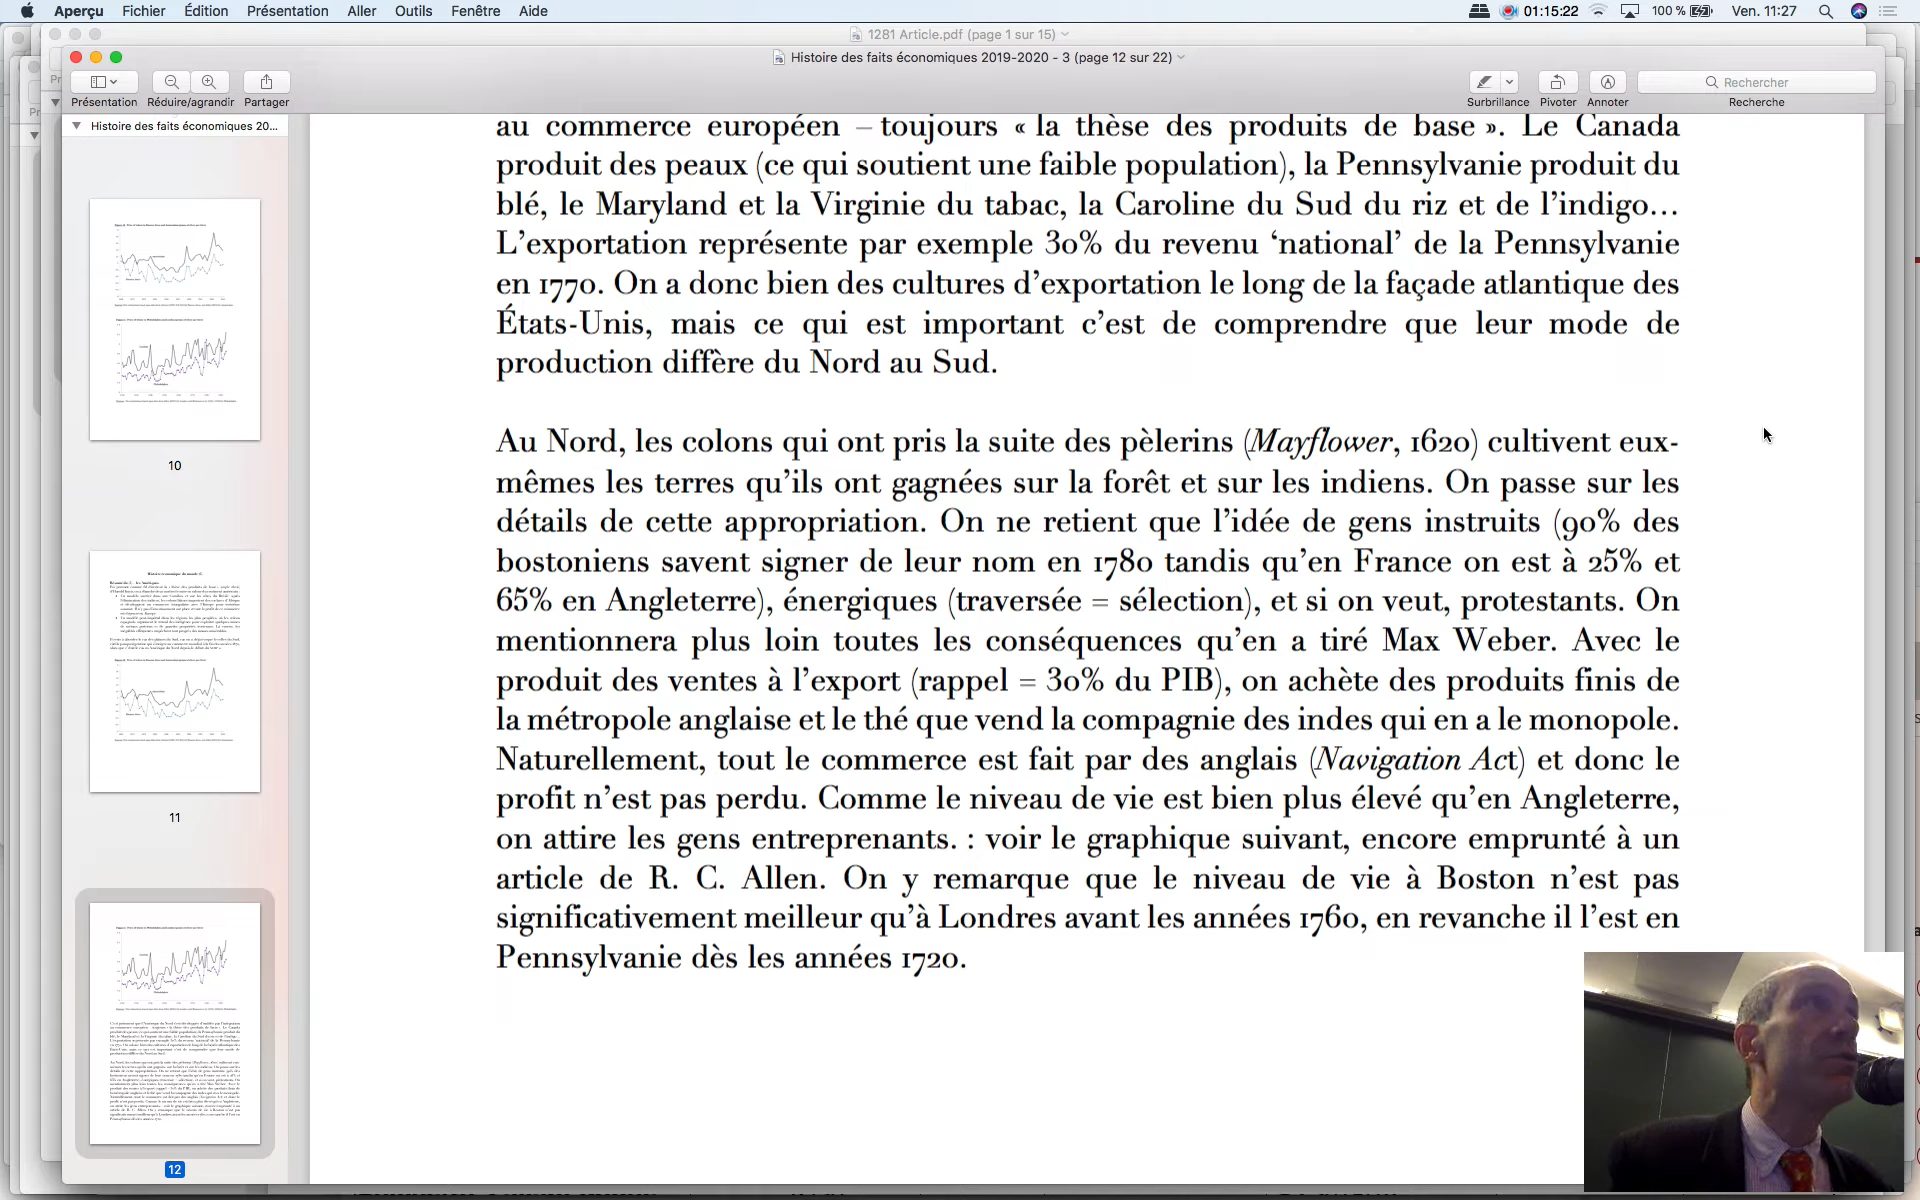 Aperçu Fichier Édition Présentation Aller Outils Fenêtre Aide 01:15:22 100 % Ven. 11:27
1281 Article.pdf (page 1 sur 15)
Histoire des faits économiques 2019-2020 - 3 (page 12 sur 22)
Rechercher
Présentation Réduire/agrandir Partager Surbrillance Pivoter Annoter Recherche
Histoire des faits économiques 20...
10
11
12
au commerce européen – toujours « la thèse des produits de base ». Le Canada
produit des peaux (ce qui soutient une faible population), la Pennsylvanie produit du
blé, le Maryland et la Virginie du tabac, la Caroline du Sud du riz et de l’indigo…
L’exportation représente par exemple 30% du revenu ‘national’ de la Pennsylvanie
en 1770. On a donc bien des cultures d’exportation le long de la façade atlantique des
États-Unis, mais ce qui est important c’est de comprendre que leur mode de
production diffère du Nord au Sud.
Au Nord, les colons qui ont pris la suite des pèlerins (Mayflower, 1620) cultivent eux-
mêmes les terres qu’ils ont gagnées sur la forêt et sur les indiens. On passe sur les
détails de cette appropriation. On ne retient que l’idée de gens instruits (90% des
bostoniens savent signer de leur nom en 1780 tandis qu’en France on est à 25% et
65% en Angleterre), énergiques (traversée = sélection), et si on veut, protestants. On
mentionnera plus loin toutes les conséquences qu’en a tiré Max Weber. Avec le
produit des ventes à l’export (rappel = 30% du PIB), on achète des produits finis de
la métropole anglaise et le thé que vend la compagnie des indes qui en a le monopole.
Naturellement, tout le commerce est fait par des anglais (Navigation Act) et donc le
profit n’est pas perdu. Comme le niveau de vie est bien plus élevé qu’en Angleterre,
on attire les gens entreprenants. : voir le graphique suivant, encore emprunté à un
article de R. C. Allen. On y remarque que le niveau de vie à Boston n’est pas
significativement meilleur qu’à Londres avant les années 1760, en revanche il l’est en
Pennsylvanie dès les années 1720.